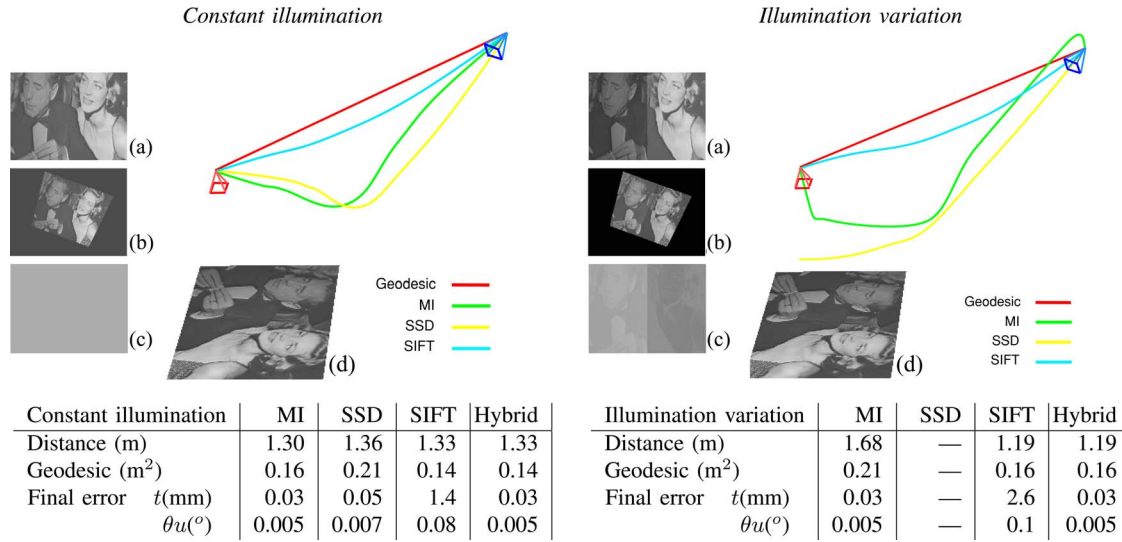 Constant illumination
(a)
(b)
(c)
(d)
Geodesic
MI
SSD
SIFT
Constant illumination MI SSD SIFT Hybrid
Distance (m) 1.30 1.36 1.33 1.33
Geodesic (m²) 0.16 0.21 0.14 0.14
Final error t(mm) 0.03 0.05 1.4 0.03
θu(°) 0.005 0.007 0.08 0.005
Illumination variation
(a)
(b)
(c)
(d)
Geodesic
MI
SSD
SIFT
Illumination variation MI SSD SIFT Hybrid
Distance (m) 1.68 — 1.19 1.19
Geodesic (m²) 0.21 — 0.16 0.16
Final error t(mm) 0.03 — 2.6 0.03
θu(°) 0.005 — 0.1 0.005